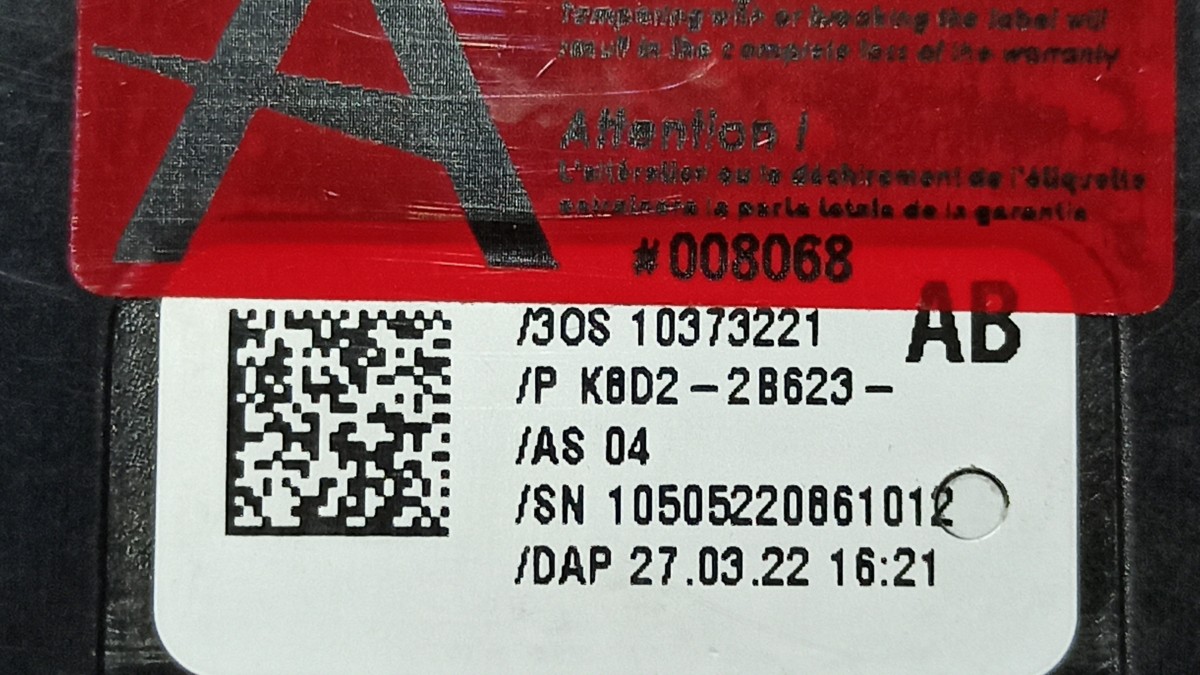 Tampering with or breaking the label will
result in the complete loss of the warranty
Attention !
L'altération ou le déchirement de l'étiquette
entraînera la perte totale de la garantie
#008068
AB
/3OS 10373221
/P K8D2-2B623-
/AS 04
/SN 10505220861012
/DAP 27.03.22 16:21